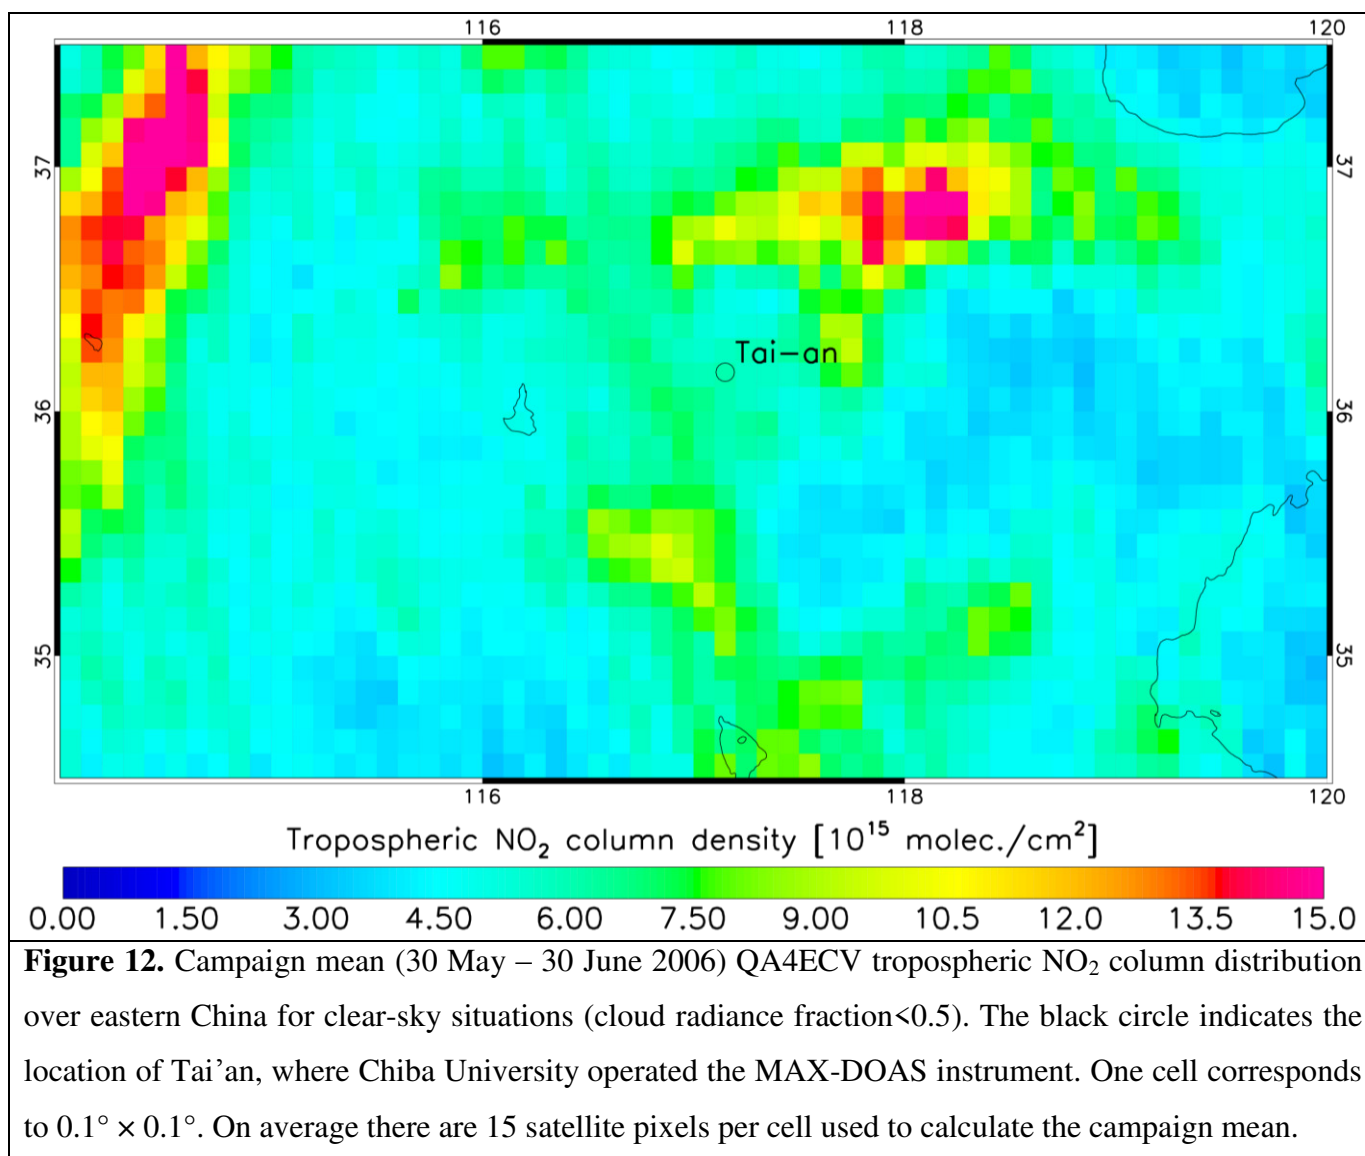 116 118 120
37 37
Tai-an
36 36
35 35
116 118 120
Tropospheric NO₂ column density [10¹⁵ molec./cm²]
0.00 1.50 3.00 4.50 6.00 7.50 9.00 10.5 12.0 13.5 15.0
Figure 12. Campaign mean (30 May – 30 June 2006) QA4ECV tropospheric NO₂ column distribution
over eastern China for clear-sky situations (cloud radiance fraction<0.5). The black circle indicates the
location of Tai’an, where Chiba University operated the MAX-DOAS instrument. One cell corresponds
to 0.1° × 0.1°. On average there are 15 satellite pixels per cell used to calculate the campaign mean.